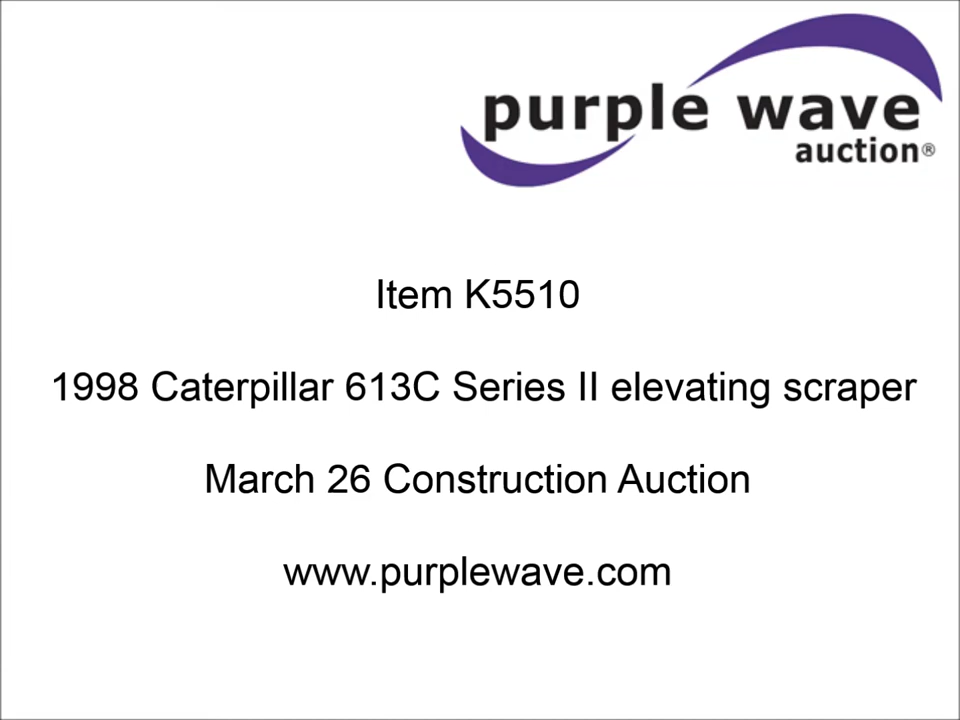 purple wave
auction®
Item K5510
1998 Caterpillar 613C Series II elevating scraper
March 26 Construction Auction
www.purplewave.com